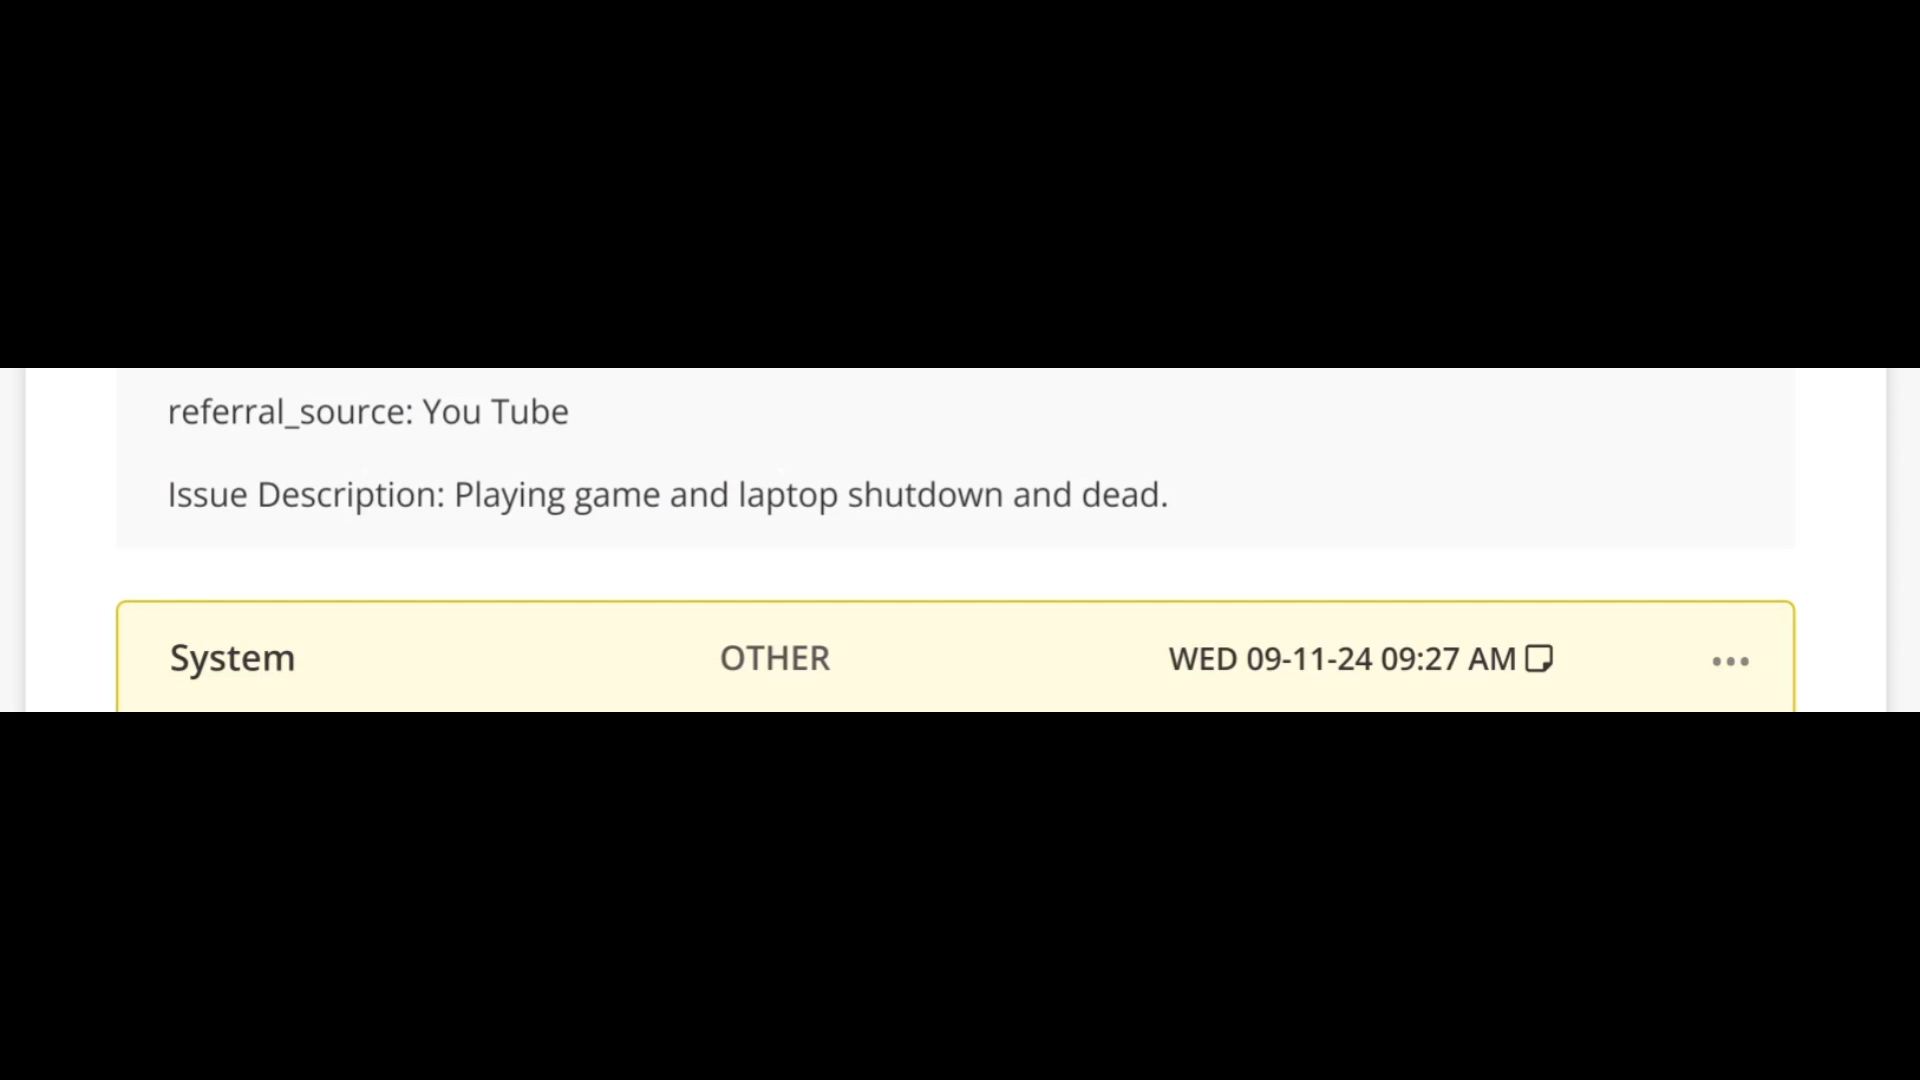 referral_source: You Tube
Issue Description: Playing game and laptop shutdown and dead.
System OTHER WED 09-11-24 09:27 AM